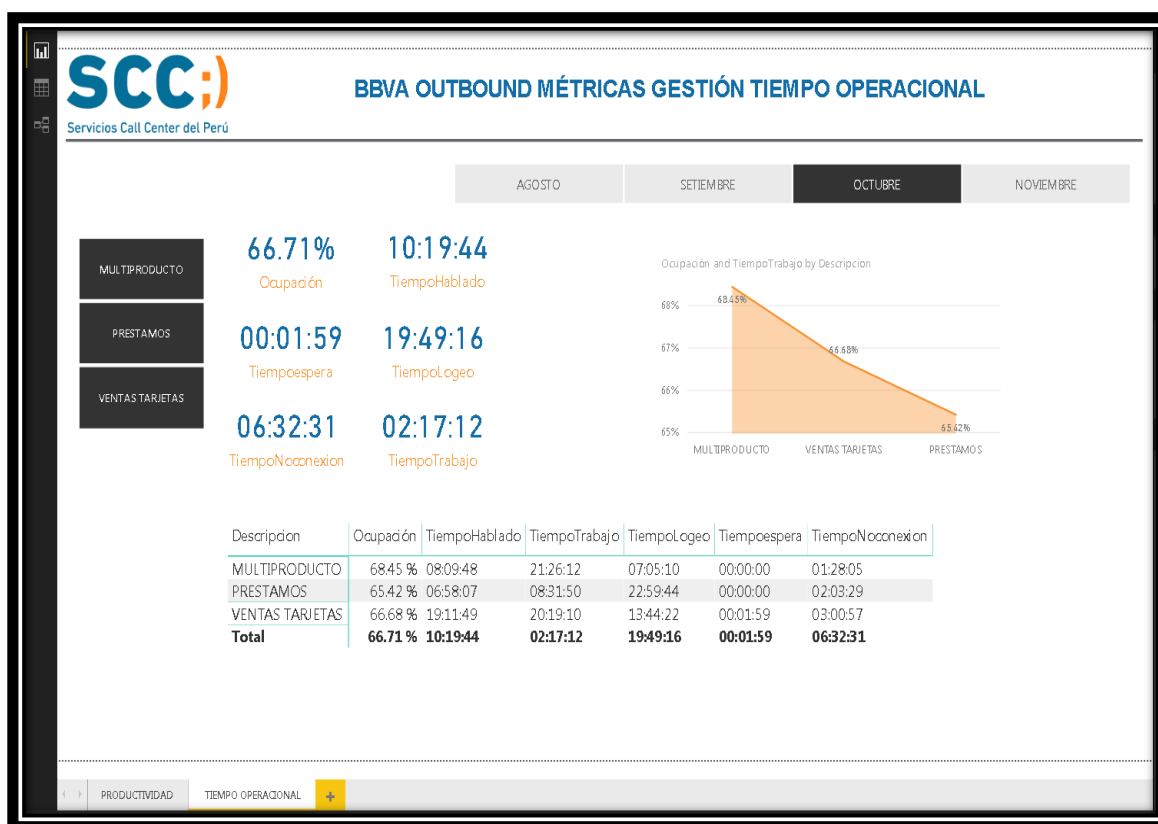 SCC;)
Servicios Call Center del Perú
BBVA OUTBOUND MÉTRICAS GESTIÓN TIEMPO OPERACIONAL
AGOSTO SETIEMBRE OCTUBRE NOVIEMBRE
MULTIPRODUCTO
PRESTAMOS
VENTAS TARJETAS
66.71% 10:19:44
Ocupación TiempoHablado
00:01:59 19:49:16
Tiempoespera TiempoLogeo
06:32:31 02:17:12
TiempoNoconexion TiempoTrabajo
Ocupación and TiempoTrabajo by Descripcion
68%
67%
66%
65%
68.45%
66.68%
65.42%
MULTIPRODUCTO VENTAS TARJETAS PRESTAMOS
Descripcion Ocupación TiempoHablado TiempoTrabajo TiempoLogeo Tiempoespera TiempoNoconexion
MULTIPRODUCTO 68.45 % 08:09:48 21:26:12 07:05:10 00:00:00 01:28:05
PRESTAMOS 65.42 % 06:58:07 08:31:50 22:59:44 00:00:00 02:03:29
VENTAS TARJETAS 66.68 % 19:11:49 20:19:10 13:44:22 00:01:59 03:00:57
Total 66.71 % 10:19:44 02:17:12 19:49:16 00:01:59 06:32:31
PRODUCTIVIDAD TIEMPO OPERACIONAL +